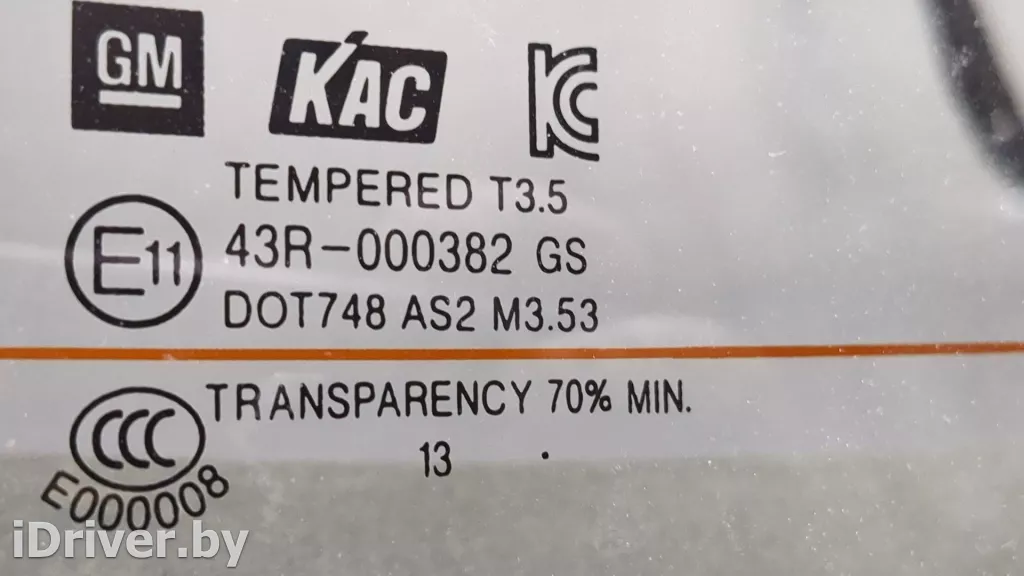 GM
KAC
KC
TEMPERED T3.5
E11
43R-000382 GS
DOT748 AS2 M3.53
CCC
TRANSPARENCY 70% MIN.
13 .
E000008
iDriver.by